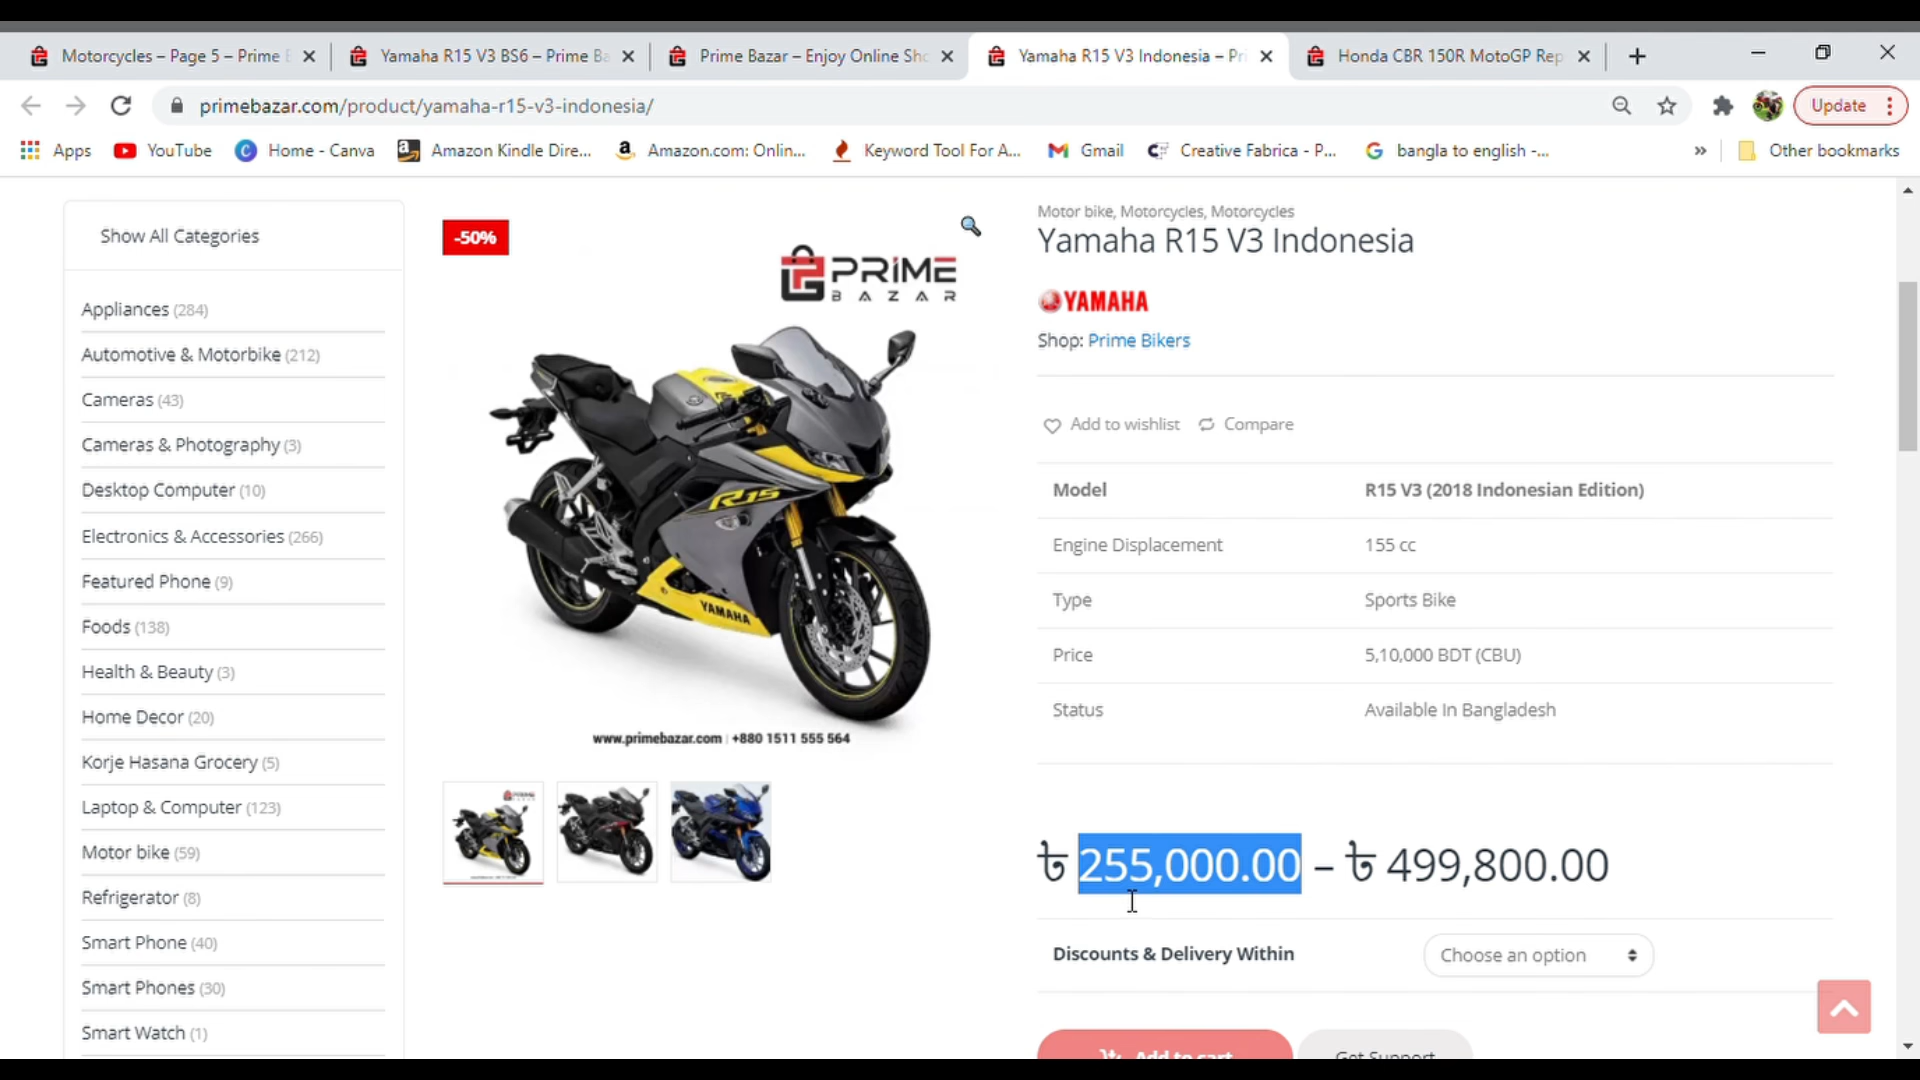 Motorcycles – Page 5 – Prime
Yamaha R15 V3 BS6 – Prime Ba
Prime Bazar – Enjoy Online Sho
Yamaha R15 V3 Indonesia – Pri
Honda CBR 150R MotoGP Rep
primebazar.com/product/yamaha-r15-v3-indonesia/
Update
Apps
YouTube
Home - Canva
Amazon Kindle Dire...
Amazon.com: Onlin...
Keyword Tool For A...
Gmail
Creative Fabrica - P...
bangla to english -...
»
Other bookmarks
Show All Categories
Appliances (284)
Automotive & Motorbike (212)
Cameras (43)
Cameras & Photography (3)
Desktop Computer (10)
Electronics & Accessories (266)
Featured Phone (9)
Foods (138)
Health & Beauty (3)
Home Decor (20)
Korje Hasana Grocery (5)
Laptop & Computer (123)
Motor bike (59)
Refrigerator (8)
Smart Phone (40)
Smart Phones (30)
Smart Watch (1)
-50%
PRIME
BAZAR
R15
YAMAHA
www.primebazar.com | +880 1511 555 564
Motor bike, Motorcycles, Motorcycles
Yamaha R15 V3 Indonesia
YAMAHA
Shop: Prime Bikers
Add to wishlist
Compare
Model R15 V3 (2018 Indonesian Edition)
Engine Displacement 155 cc
Type Sports Bike
Price 5,10,000 BDT (CBU)
Status Available In Bangladesh
৳ 255,000.00 – ৳ 499,800.00
Discounts & Delivery Within Choose an option
Add to cart
Get Support